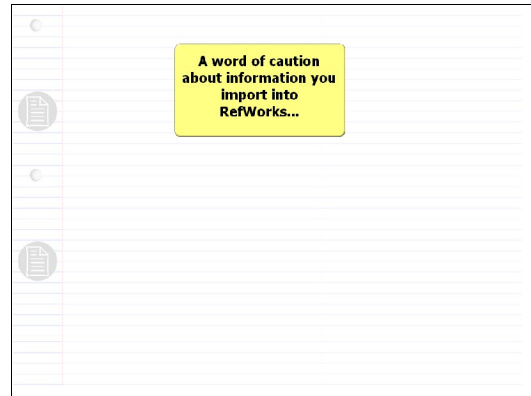 A word of caution
about information you
import into
RefWorks...